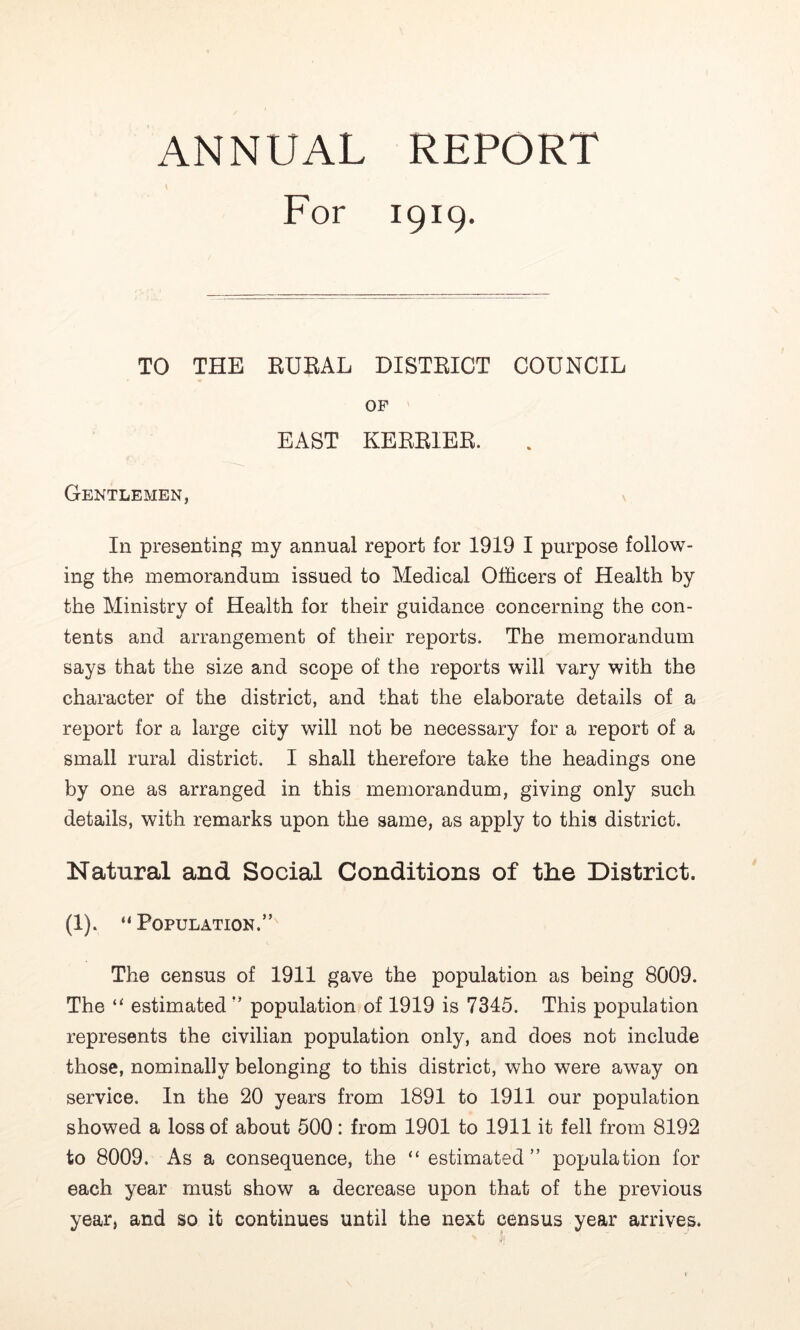 ANNUAL REPORT
For 1919.
TO THE RURAL DISTRICT COUNCIL
OF
EAST KERRIER.
Gentlemen,
In presenting my annual report for 1919 I purpose follow-
ing the memorandum issued to Medical Officers of Health by
the Ministry of Health for their guidance concerning the con-
tents and arrangement of their reports. The memorandum
says that the size and scope of the reports will vary with the
character of the district, and that the elaborate details of a
report for a large city will not be necessary for a report of a
small rural district. I shall therefore take the headings one
by one as arranged in this memorandum, giving only such
details, with remarks upon the same, as apply to this district.
Natural and Social Conditions of the District.
(1). “Population.”
The census of 1911 gave the population as being 8009.
The “ estimated ” population of 1919 is 7345. This population
represents the civilian population only, and does not include
those, nominally belonging to this district, who were away on
service. In the 20 years from 1891 to 1911 our population
showed a loss of about 500 : from 1901 to 1911 it fell from 8192
to 8009. As a consequence, the “ estimated ” population for
each year must show a decrease upon that of the previous
year, and so it continues until the next census year arrives.